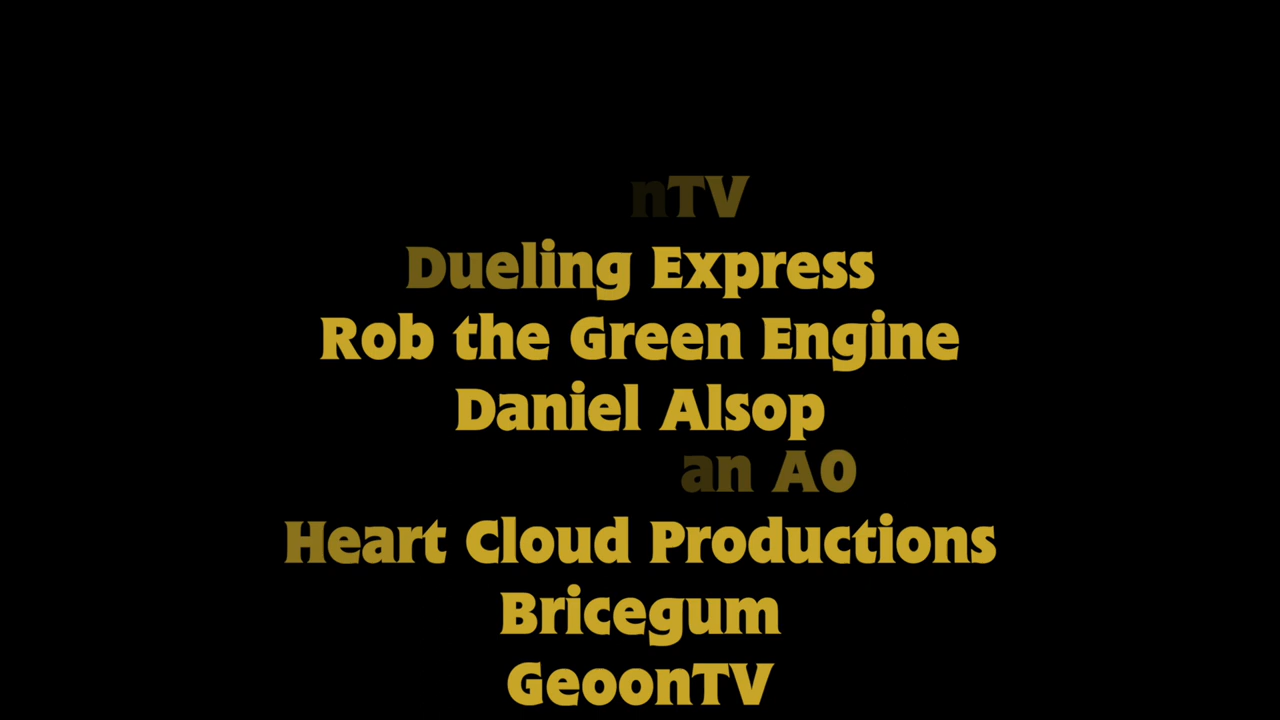 nTV
Dueling Express
Rob the Green Engine
Daniel Alsop
an A0
Heart Cloud Productions
Bricegum
GeoonTV